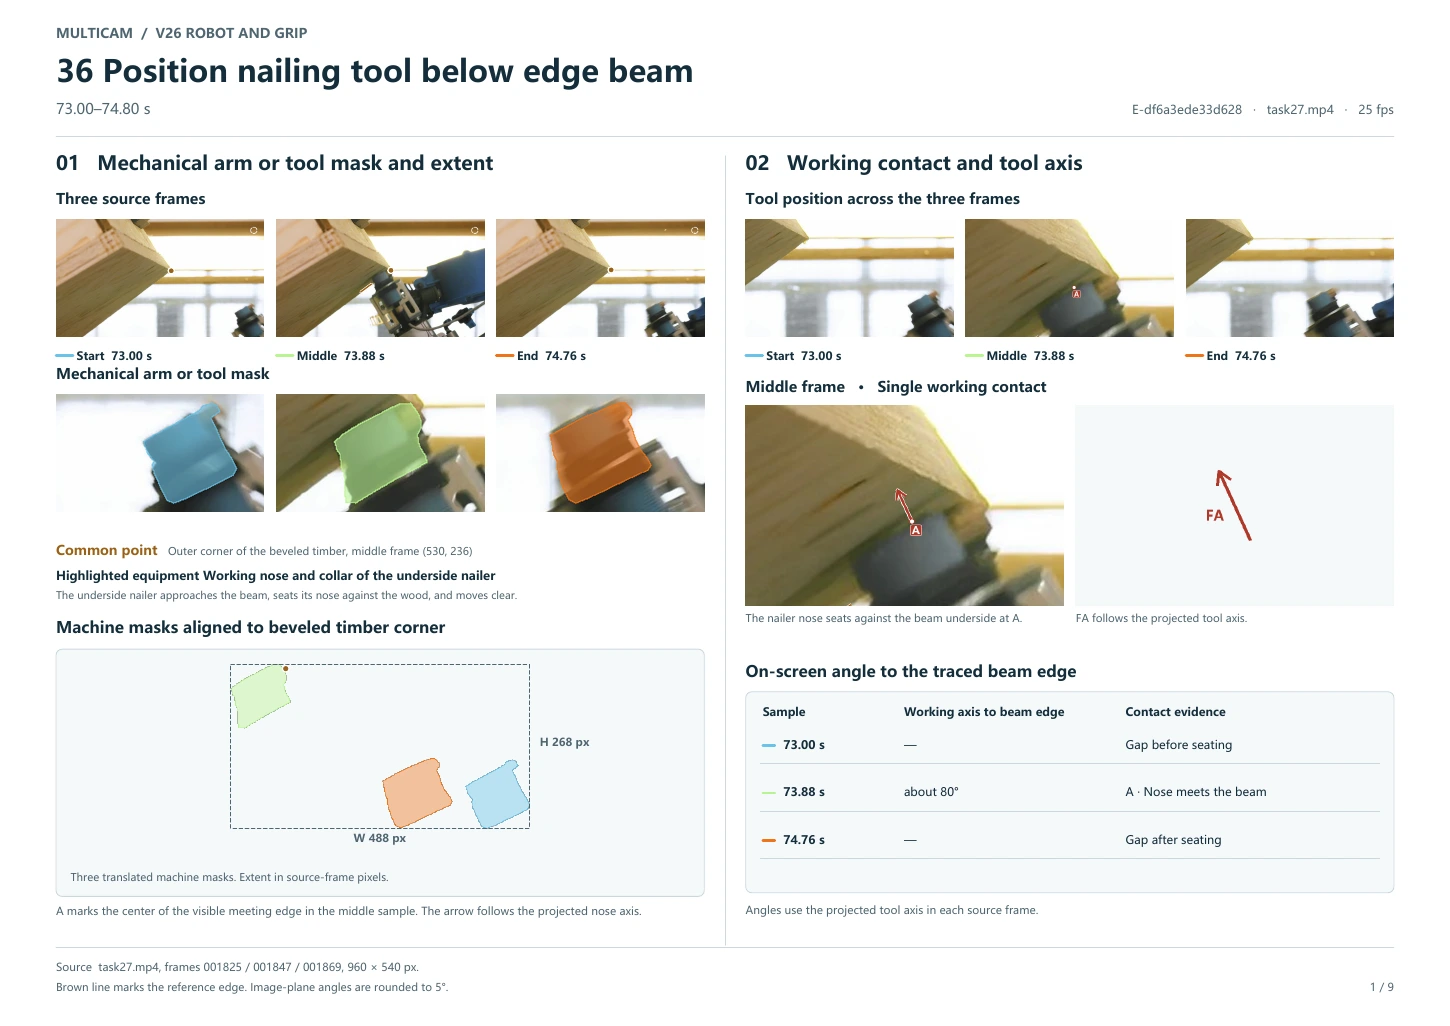 MULTICAM / V26 ROBOT AND GRIP
36 Position nailing tool below edge beam
73.00–74.80 s
E-df6a3ede33d628 · task27.mp4 · 25 fps
01 Mechanical arm or tool mask and extent
Three source frames
Start 73.00 s
Middle 73.88 s
End 74.76 s
Mechanical arm or tool mask
Common point Outer corner of the beveled timber, middle frame (530, 236)
Highlighted equipment Working nose and collar of the underside nailer
The underside nailer approaches the beam, seats its nose against the wood, and moves clear.
Machine masks aligned to beveled timber corner
H 268 px
W 488 px
Three translated machine masks. Extent in source-frame pixels.
A marks the center of the visible meeting edge in the middle sample. The arrow follows the projected nose axis.
02 Working contact and tool axis
Tool position across the three frames
A
Start 73.00 s
Middle 73.88 s
End 74.76 s
Middle frame • Single working contact
A
FA
The nailer nose seats against the beam underside at A.
FA follows the projected tool axis.
On-screen angle to the traced beam edge
Sample Working axis to beam edge Contact evidence
73.00 s — Gap before seating
73.88 s about 80° A · Nose meets the beam
74.76 s — Gap after seating
Angles use the projected tool axis in each source frame.
Source task27.mp4, frames 001825 / 001847 / 001869, 960 × 540 px.
Brown line marks the reference edge. Image-plane angles are rounded to 5°.
1 / 9